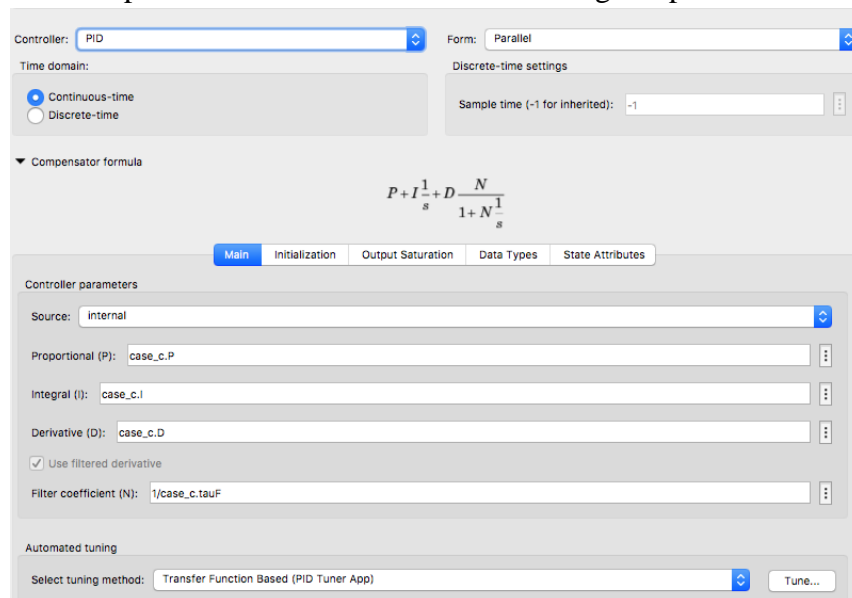 Controller: PID Form: Parallel
Time domain: Discrete-time settings
Continuous-time
Discrete-time
Sample time (-1 for inherited): -1
Compensator formula
P + I 1/s + D N/(1 + N 1/s)
Main Initialization Output Saturation Data Types State Attributes
Controller parameters
Source: internal
Proportional (P): case_c.P
Integral (I): case_c.I
Derivative (D): case_c.D
Use filtered derivative
Filter coefficient (N): 1/case_c.tauF
Automated tuning
Select tuning method: Transfer Function Based (PID Tuner App) Tune...